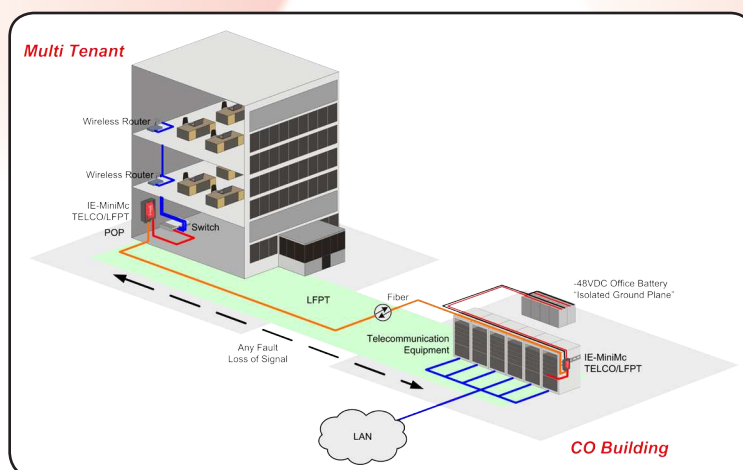 Multi Tenant
Wireless Router
Wireless Router
IE-MiniMc
TELCO/LFPT
POP
Switch
LFPT
Fiber
-48VDC Office Battery
"Isolated Ground Plane"
Telecommunication
Equipment
IE-MiniMc
TELCO/LFPT
Any Fault
Loss of Signal
LAN
CO Building